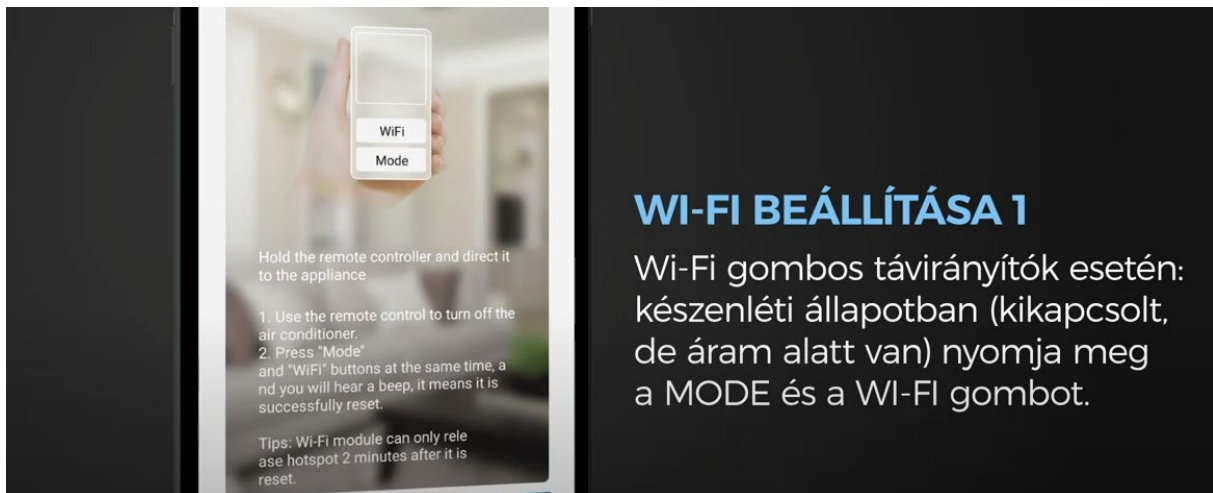 WiFi
Mode
Hold the remote controller and direct it
to the appliance
1. Use the remote control to turn off the
air conditioner.
2. Press "Mode"
and "WiFi" buttons at the same time, a
nd you will hear a beep, it means it is
successfully reset.
Tips: Wi-Fi module can only rele
ase hotspot 2 minutes after it is
reset.
WI-FI BEÁLLÍTÁSA 1
Wi-Fi gombos távirányítók esetén:
készenléti állapotban (kikapcsolt,
de áram alatt van) nyomja meg
a MODE és a WI-FI gombot.